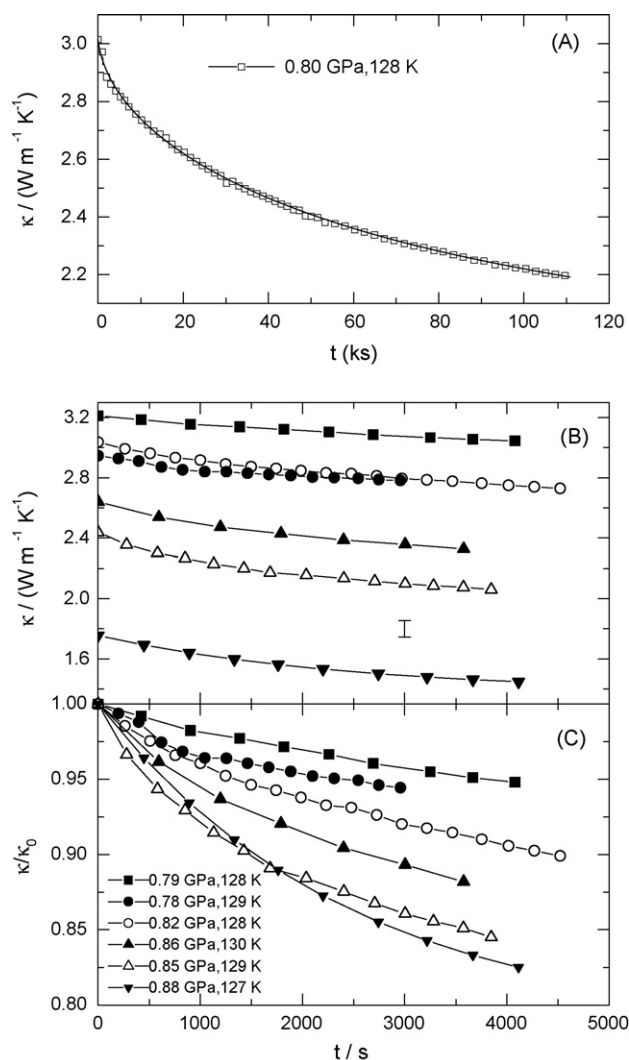 (A)
0.80 GPa,128 K
3.0
2.8
2.6
2.4
2.2
κ / (W m⁻¹ K⁻¹)
0 20 40 60 80 100 120
t (ks)
(B)
3.2
2.8
2.4
2.0
1.6
κ / (W m⁻¹ K⁻¹)
(C)
1.00
0.95
0.90
0.85
0.80
κ/κ₀
0.79 GPa,128 K
0.78 GPa,129 K
0.82 GPa,128 K
0.86 GPa,130 K
0.85 GPa,129 K
0.88 GPa,127 K
0 1000 2000 3000 4000 5000
t / s